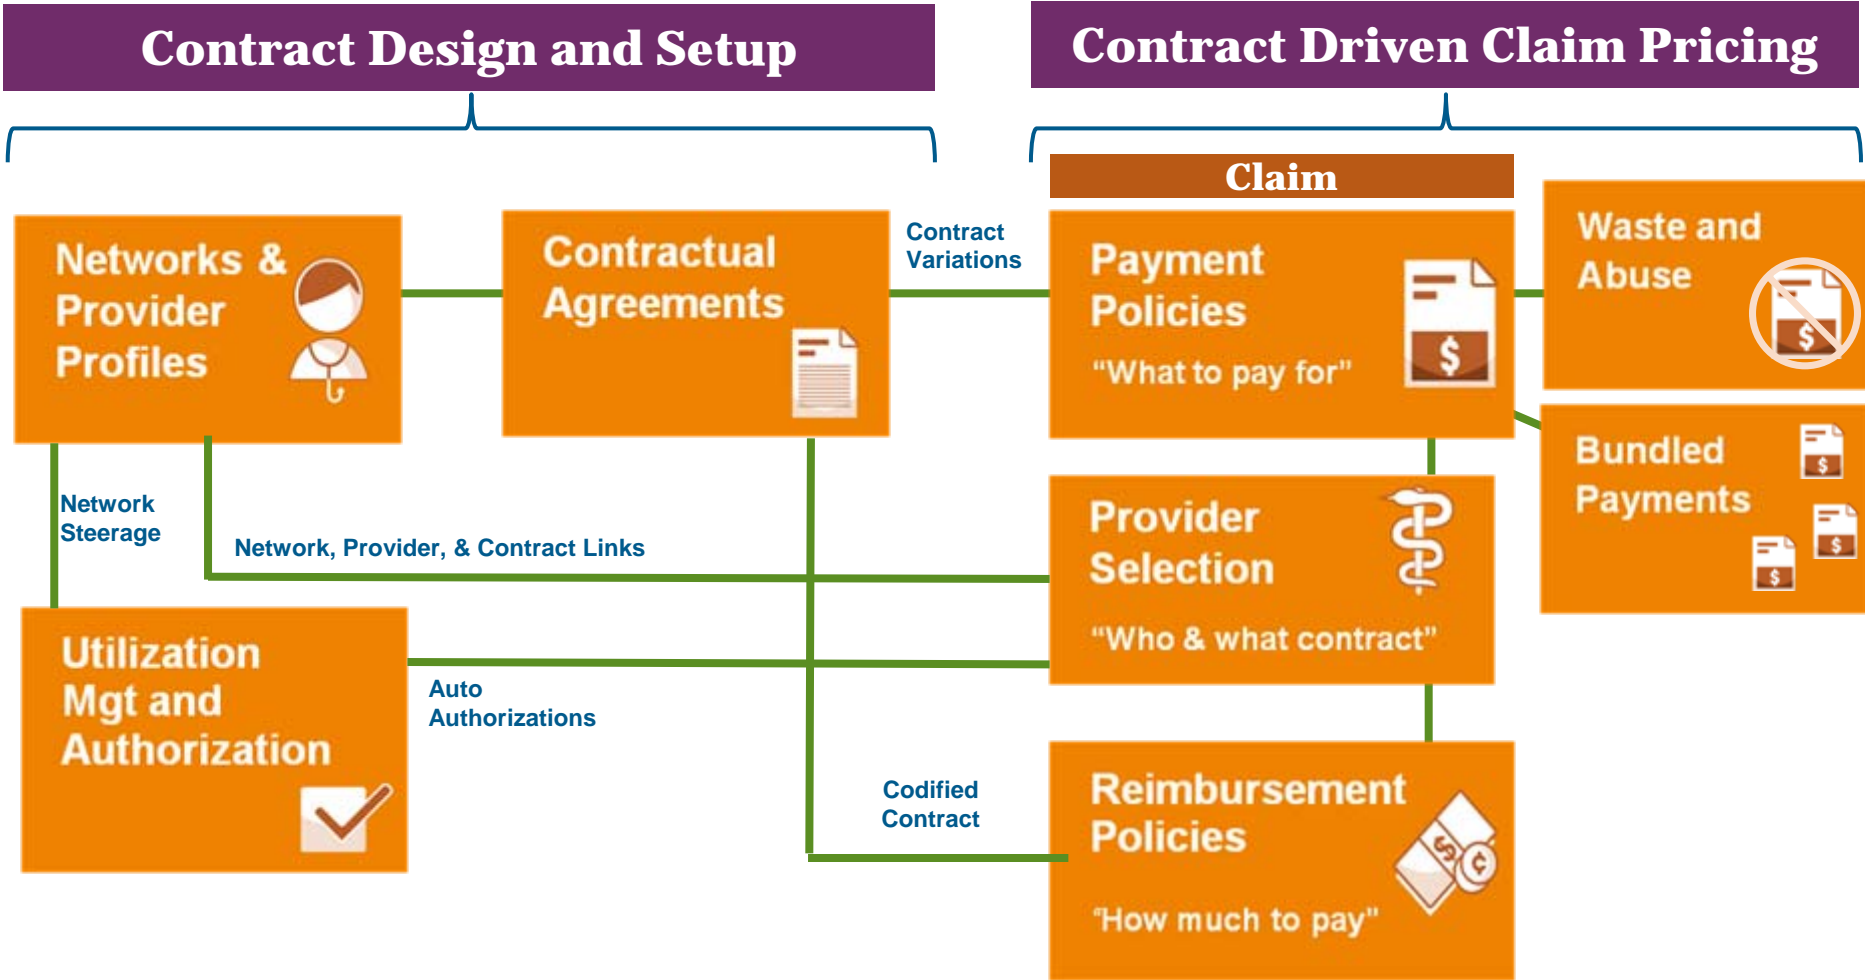 Contract Design and Setup
Contract Driven Claim Pricing
Claim
Networks &
Provider
Profiles
Contractual
Agreements
Contract
Variations
Payment
Policies
“What to pay for”
$
Waste and
Abuse
$
Bundled
Payments
$
$
$
Network
Steerage
Network, Provider, & Contract Links
Provider
Selection
“Who & what contract”
Utilization
Mgt and
Authorization
Auto
Authorizations
Codified
Contract
Reimbursement
Policies
“How much to pay”
$
¢